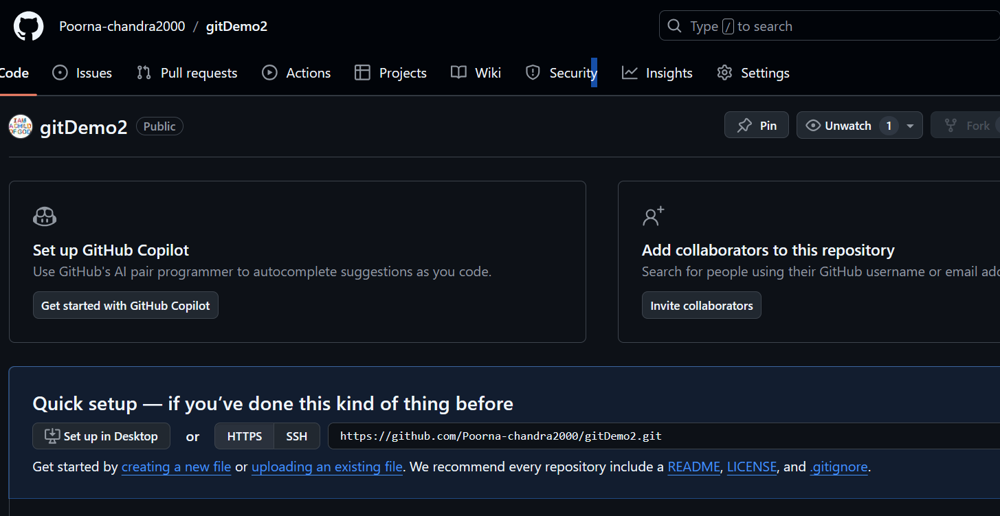 Poorna-chandra2000 / gitDemo2
Type / to search
Code Issues Pull requests Actions Projects Wiki Security Insights Settings
I AM
A CHILD
OF GOD
gitDemo2 Public
Pin Unwatch 1 Fork
Set up GitHub Copilot
Use GitHub's AI pair programmer to autocomplete suggestions as you code.
Get started with GitHub Copilot
Add collaborators to this repository
Search for people using their GitHub username or email
Invite collaborators
Quick setup — if you’ve done this kind of thing before
Set up in Desktop or HTTPS SSH https://github.com/Poorna-chandra2000/gitDemo2.git
Get started by creating a new file or uploading an existing file. We recommend every repository include a README, LICENSE, and .gitignore.